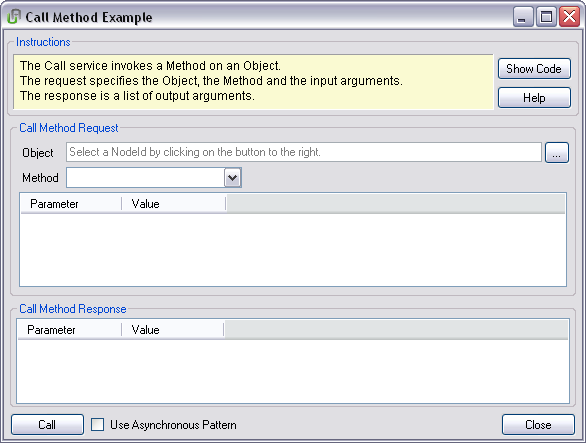 Call Method Example
Instructions
The Call service invokes a Method on an Object.
The request specifies the Object, the Method and the input arguments.
The response is a list of output arguments.
Show Code
Help
Call Method Request
Object Select a NodeId by clicking on the button to the right. ...
Method
Parameter Value
Call Method Response
Parameter Value
Call Use Asynchronous Pattern Close